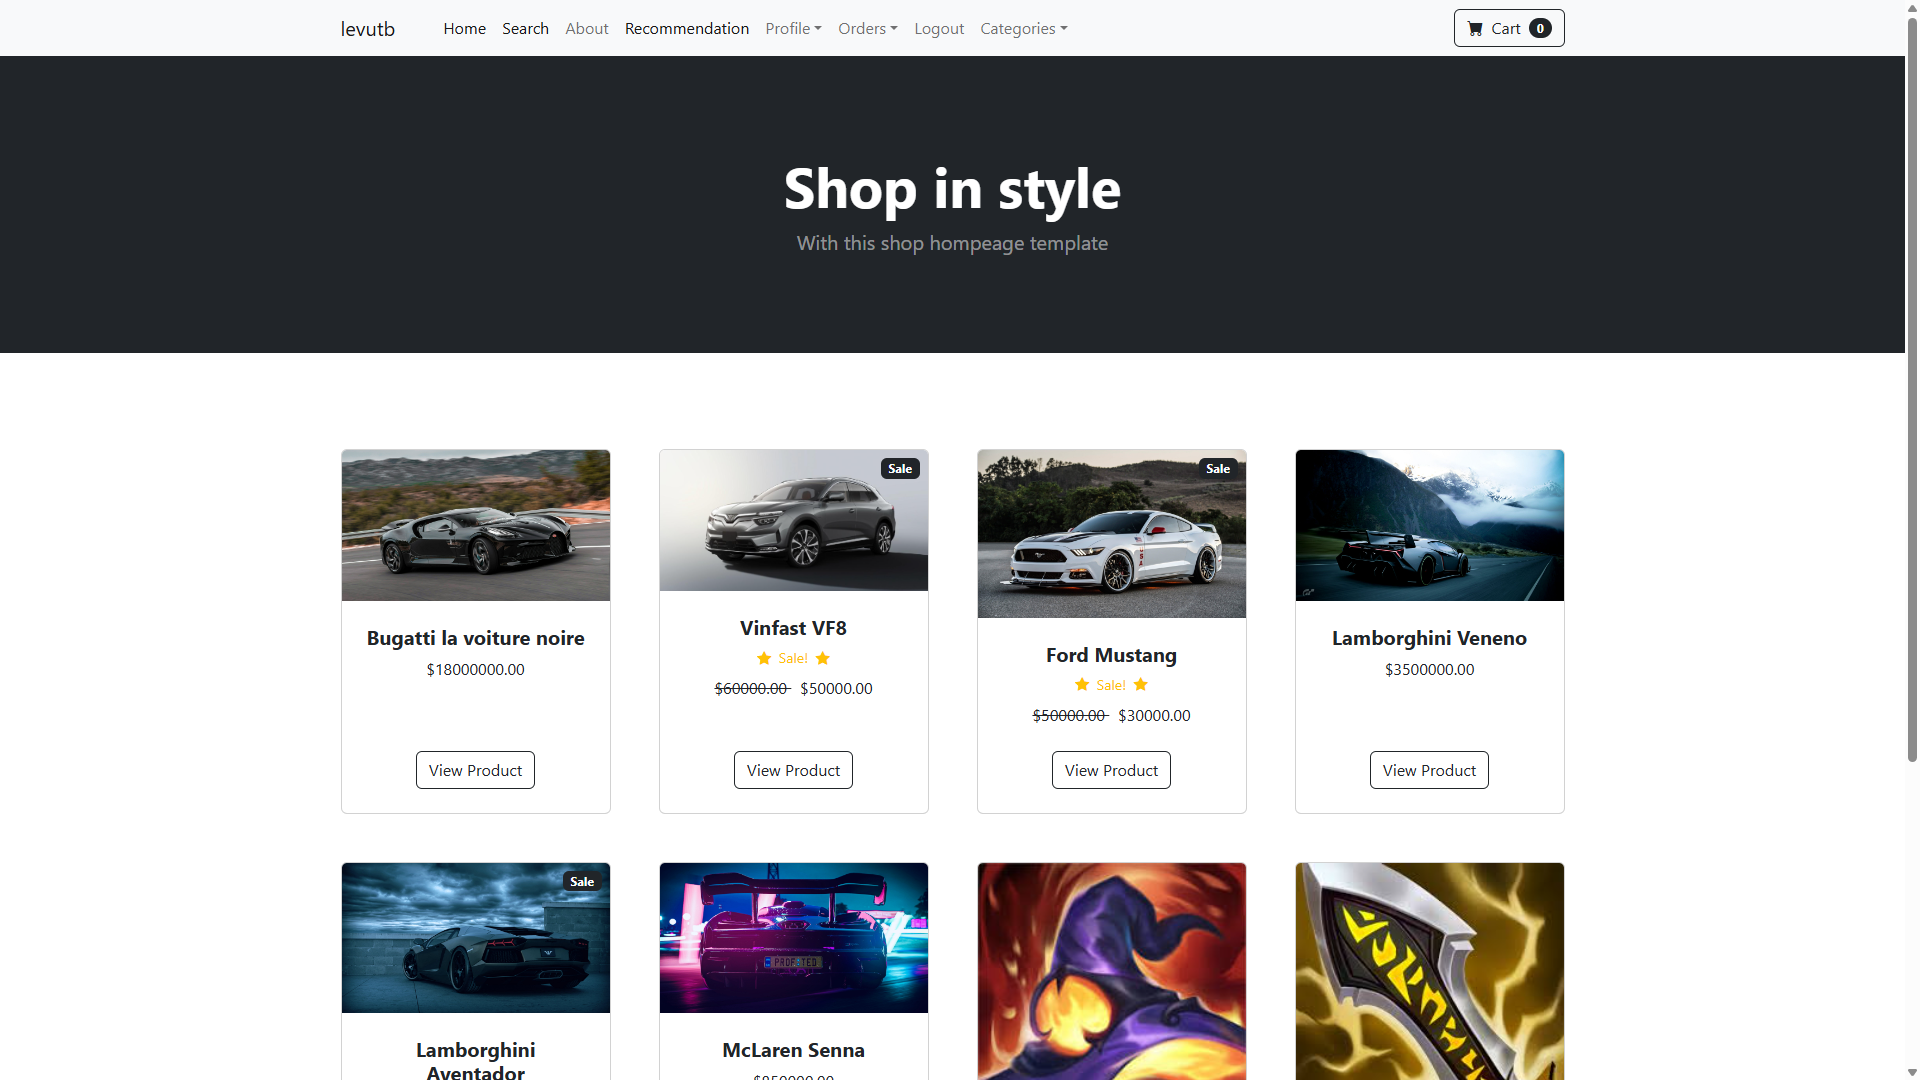 levutb Home Search About Recommendation Profile Orders Logout Categories Cart 0
Shop in style
With this shop hompeage template
Sale
Sale
Bugatti la voiture noire
$18000000.00
View Product
Vinfast VF8
Sale!
$60000.00 $50000.00
View Product
Ford Mustang
Sale!
$50000.00 $30000.00
View Product
Lamborghini Veneno
$3500000.00
View Product
Sale
Lamborghini
Aventador
McLaren Senna